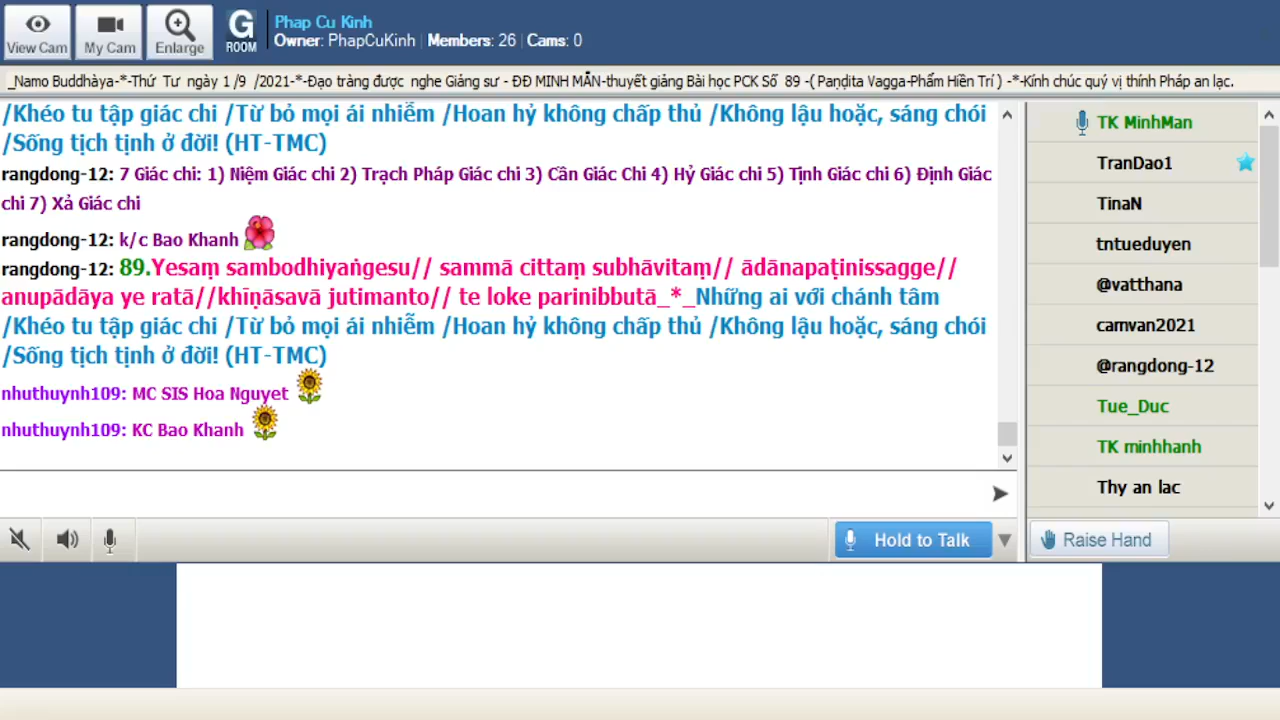 View Cam
My Cam
Enlarge
G
ROOM
Phap Cu Kinh
Owner: PhapCuKinh | Members: 26 | Cams: 0
_Namo Buddhàya-*-Thứ Tư ngày 1 /9 /2021-*-Đạo tràng được nghe Giảng sư - ĐĐ MINH MẪN-thuyết giảng Bài học PCK Số 89 -( Paṇḍita Vagga-Phẩm Hiền Trí ) -*-Kính chúc quý vị thính Pháp an lạc.
/Khéo tu tập giác chi /Từ bỏ mọi ái nhiễm /Hoan hỷ không chấp thủ /Không lậu hoặc, sáng chói
/Sống tịch tịnh ở đời! (HT-TMC)
rangdong-12: 7 Giác chi: 1) Niệm Giác chi 2) Trạch Pháp Giác chi 3) Cần Giác Chi 4) Hỷ Giác chi 5) Tịnh Giác chi 6) Định Giác
chi 7) Xả Giác chi
rangdong-12: k/c Bao Khanh
rangdong-12: 89.Yesaṃ sambodhiyaṅgesu// sammā cittaṃ subhāvitaṃ// ādānapaṭinissagge//
anupādāya ye ratā//khīṇāsavā jutimanto// te loke parinibbutā_*_Những ai với chánh tâm
/Khéo tu tập giác chi /Từ bỏ mọi ái nhiễm /Hoan hỷ không chấp thủ /Không lậu hoặc, sáng chói
/Sống tịch tịnh ở đời! (HT-TMC)
nhuthuynh109: MC SIS Hoa Nguyet
nhuthuynh109: KC Bao Khanh
Hold to Talk
TK MinhMan
TranDao1
TinaN
tntueduyen
@vatthana
camvan2021
@rangdong-12
Tue_Duc
TK minhhanh
Thy an lac
Raise Hand